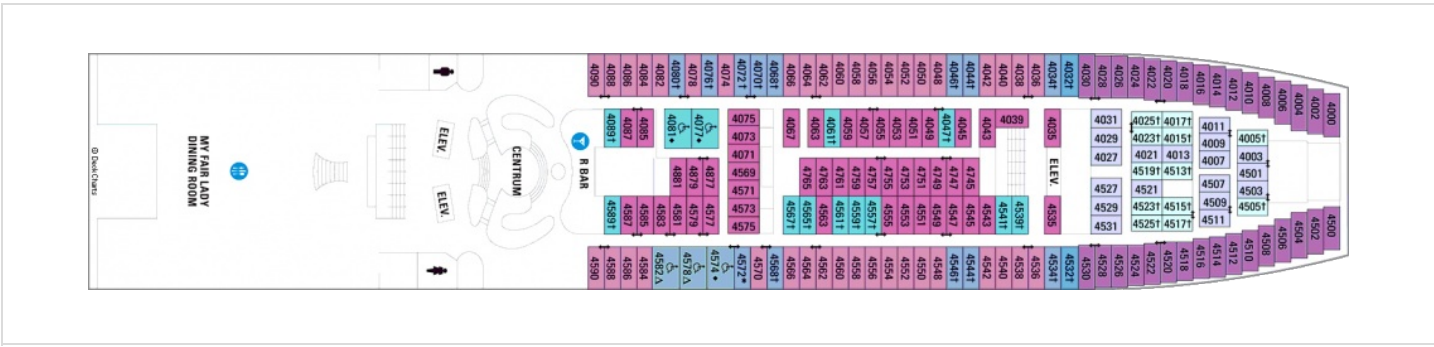 © Deck Charts
MY FAIR LADY
DINING ROOM
ELEV.
ELEV.
CENTRUM
R BAR
4090 4088 4086 4084 4082 4080† 4078 4076† 4074 4072† 4070† 4068† 4066 4064 4062 4060 4058 4056 4054 4052 4050 4048 4046† 4044† 4042 4040 4038 4036 4034† 4032† 4030 4028 4026 4024 4022 4020 4018 4016 4014 4012 4010 4008 4006 4004 4002 4000
4089† 4087 4085 4081♦ 4077♦
4075
4073
4071
4569
4571
4573
4575
4067 4063 4061† 4059 4057 4055 4053 4051 4049 4047† 4045 4043 4039 4035
4881 4879 4877
4765 4763 4761 4759 4757 4755 4753 4751 4749 4747 4745
ELEV.
4589† 4587 4585 4583 4581 4579 4577
4567† 4565† 4563 4561† 4559† 4557† 4555 4553 4551 4549 4547 4545 4543 4541† 4539† 4535
4031
4029
4027
4527
4529
4531
4025† 4017†
4023† 4015†
4021 4013
4519† 4513†
4521
4523† 4515†
4525† 4517†
4011
4009
4007
4507
4509
4511
4005†
4003
4501
4503
4505†
4590 4588 4586 4584 4582∆ 4578∆ 4574♦ 4572* 4570 4568† 4566 4564 4562 4560 4558 4556 4554 4552 4550 4548 4546† 4544† 4542 4540 4538 4536 4534† 4532† 4530 4528 4526 4524 4522 4520 4518 4516 4514 4512 4510 4508 4506 4504 4502 4500